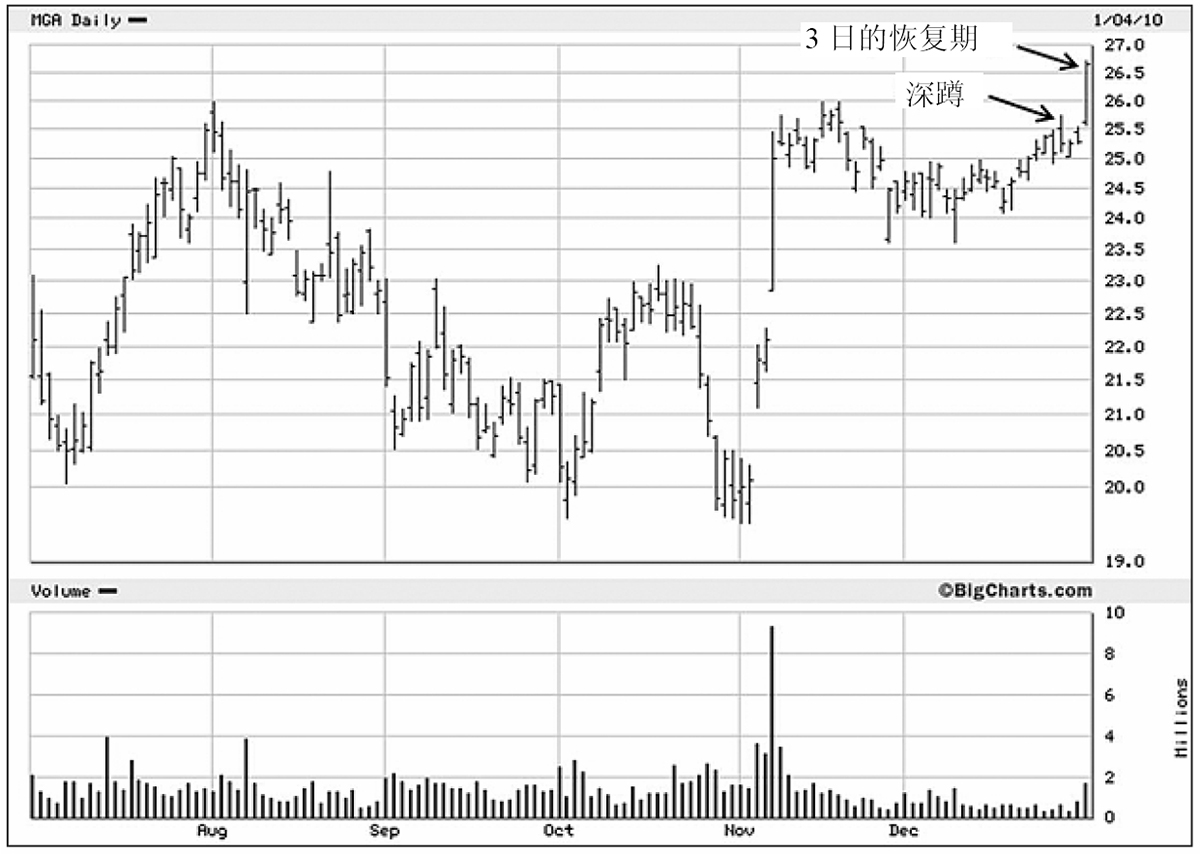 MGA Daily
1/04/10
3 日的恢复期
深蹲
27.0
26.5
26.0
25.5
25.0
24.5
24.0
23.5
23.0
22.5
22.0
21.5
21.0
20.5
20.0
19.0
Volume
©BigCharts.com
10
8
6
4
2
0
Millions
Aug
Sep
Oct
Nov
Dec